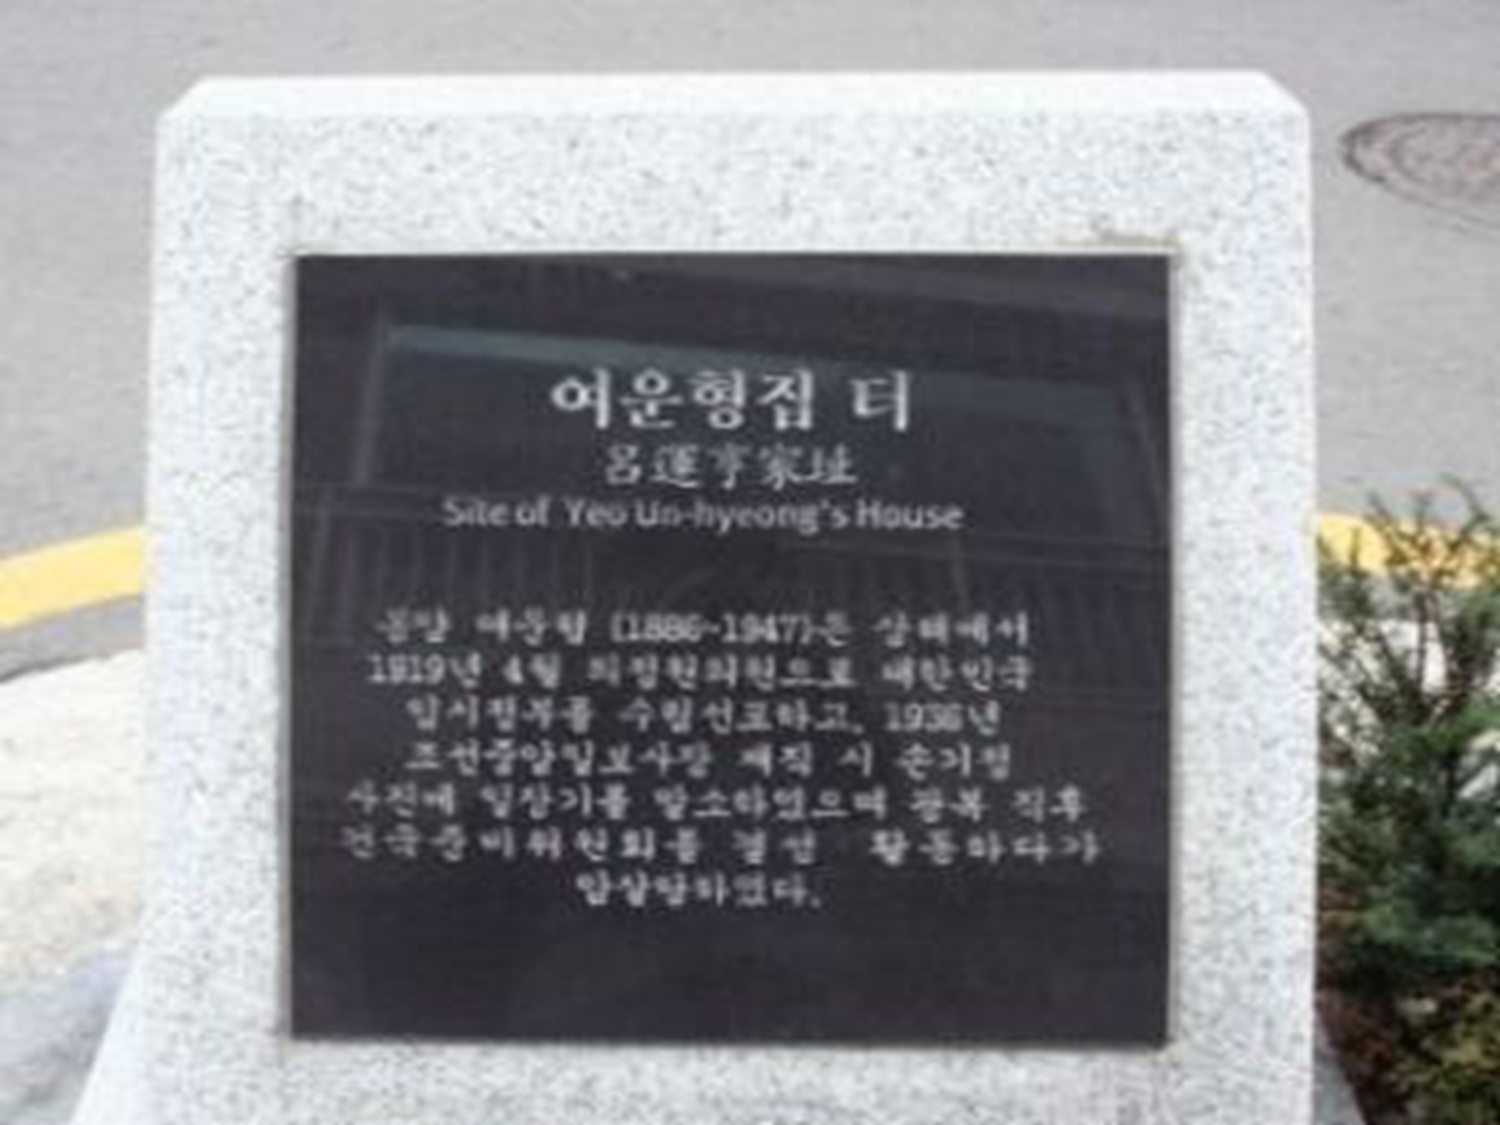 여운형집 터
呂運亨家址
Site of Yeo Un-hyeong's House
몽양 여운형 (1886~1947)은 상해에서
1919년 4월 의정원의원으로 대한민국
임시정부를 수립선포하고, 1936년
조선중앙일보사장 재직 시 손기정
사진에 일장기를 말소하였으며 광복 직후
건국준비위원회를 결성 활동하다가
암살당하였다.